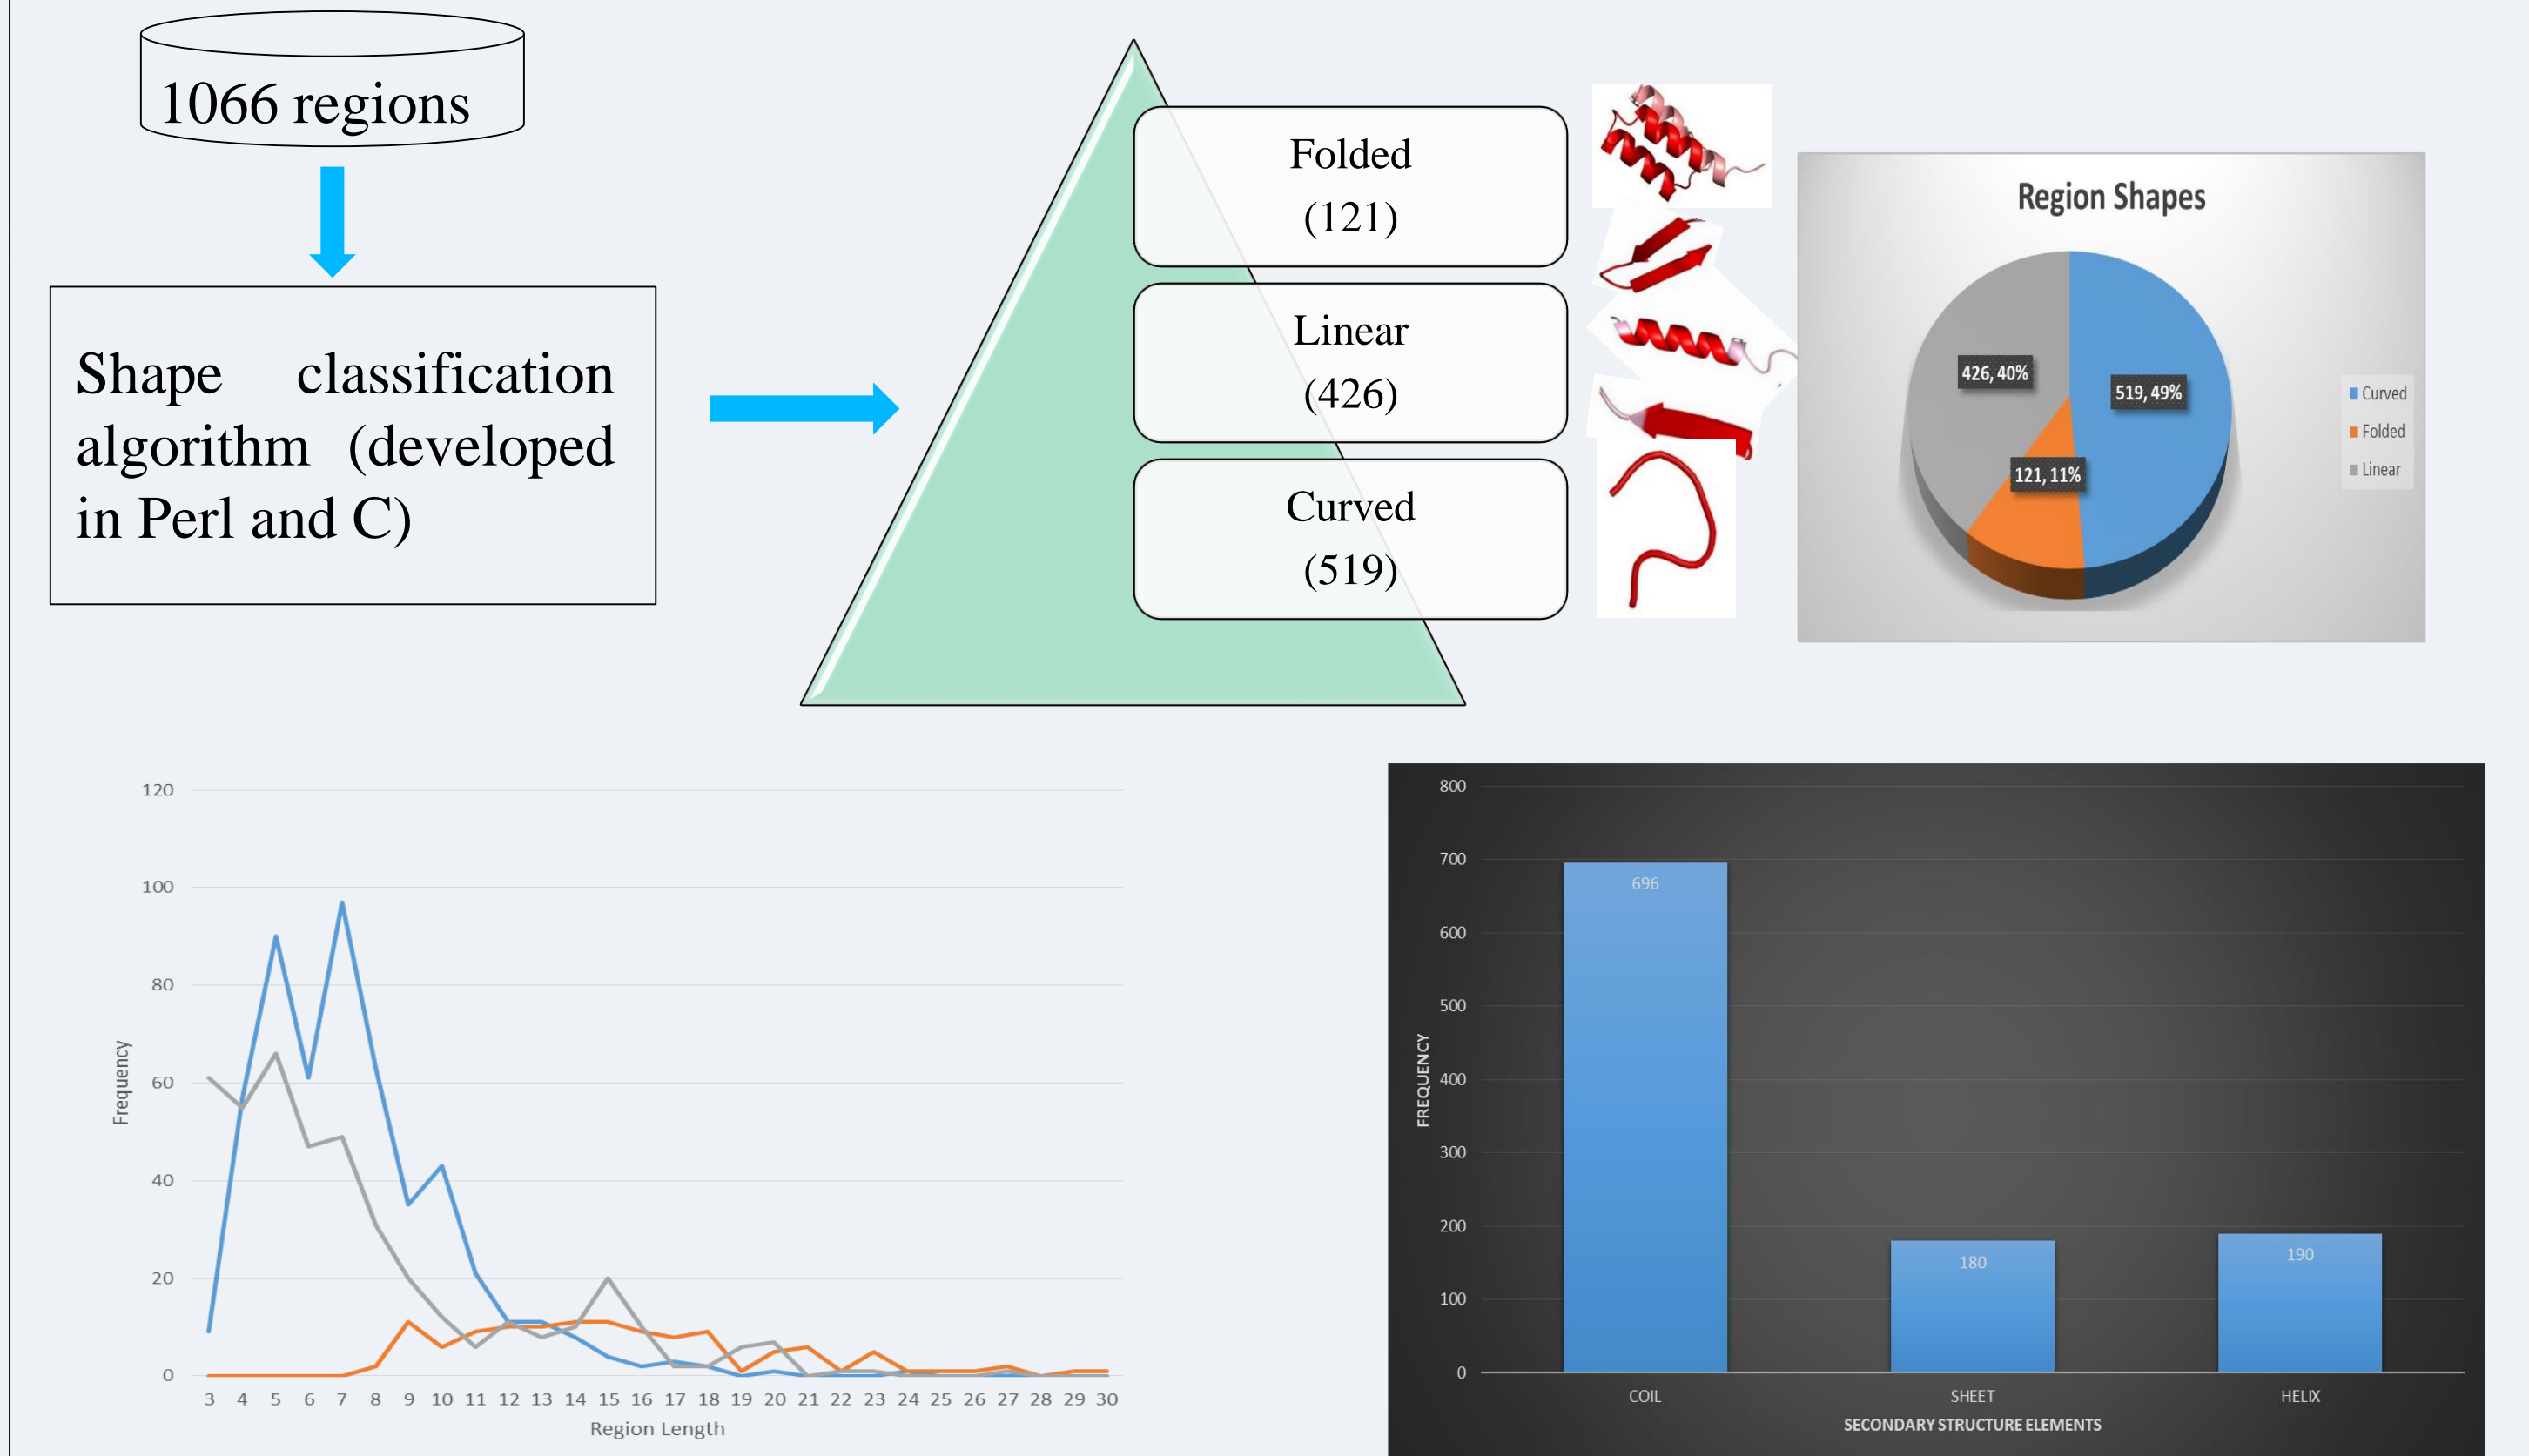 1066 regions
Shape classification
algorithm (developed
in Perl and C)
Folded
(121)
Linear
(426)
Curved
(519)
Region Shapes
426, 40%
519, 49%
121, 11%
Curved
Folded
Linear
120
100
80
60
40
20
0
Frequency
3 4 5 6 7 8 9 10 11 12 13 14 15 16 17 18 19 20 21 22 23 24 25 26 27 28 29 30
Region Length
800
700
600
500
400
300
200
100
0
FREQUENCY
696
180
190
COIL SHEET HELIX
SECONDARY STRUCTURE ELEMENTS